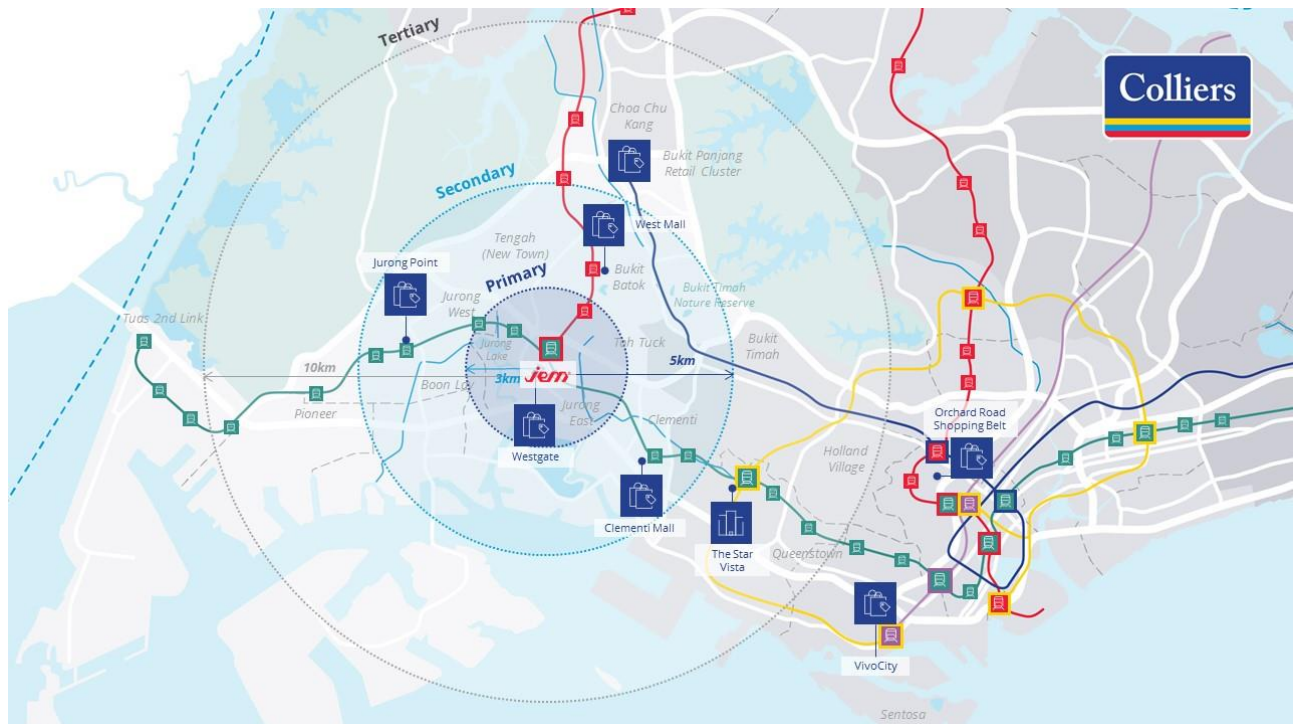 Tertiary
Colliers
Choa Chu
Kang
Bukit Panjang
Retail Cluster
Secondary
West Mall
Tengah
(New Town)
Jurong Point
Primary
Bukit
Batok
Bukit Timah
Nature Reserve
Jurong
West
Tuas 2nd Link
Jurong
Lake
Toh Tuck
Bukit
Timah
10km
5km
3km
jem
Boon Lay
Pioneer
Jurong
East
Clementi
Orchard Road
Shopping Belt
Westgate
Holland
Village
Clementi Mall
The Star
Vista
Queenstown
VivoCity
Sentosa